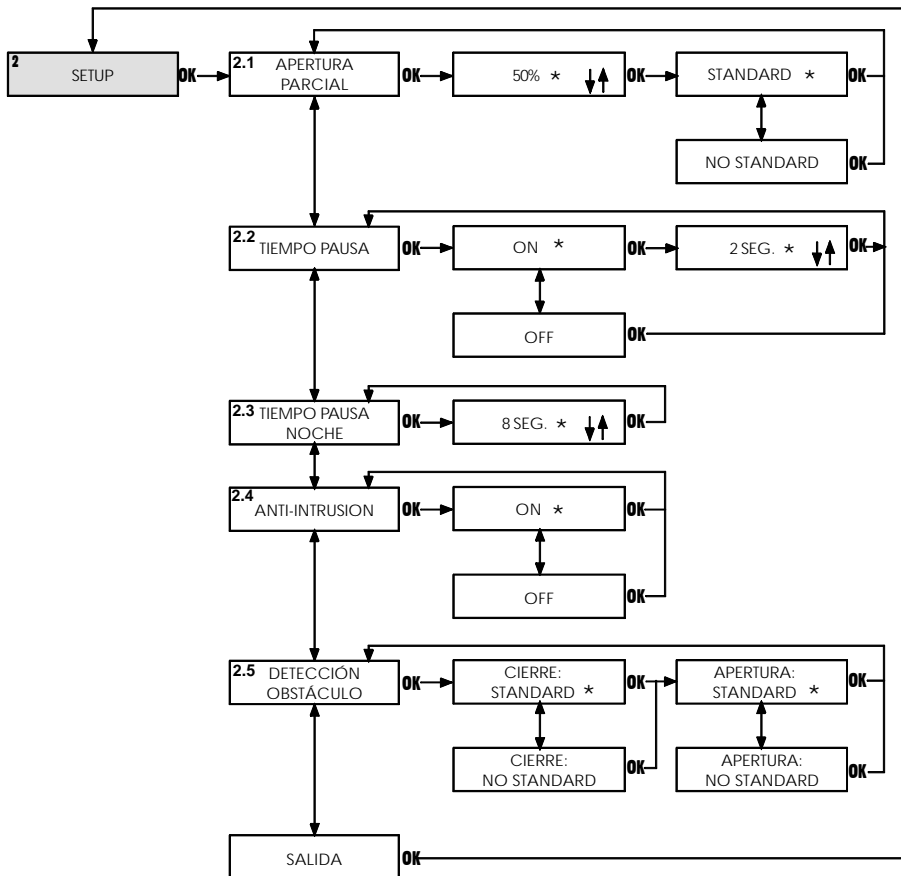 2
SETUP
OK
2.1 APERTURA
PARCIAL
OK
50% *
OK
STANDARD *
OK
NO STANDARD
OK
2.2
TIEMPO PAUSA
OK
ON *
OK
2 SEG. *
OK
OFF
OK
2.3 TIEMPO PAUSA
NOCHE
OK
8 SEG. *
OK
2.4
ANTI-INTRUSION
OK
ON *
OK
OFF
OK
2.5 DETECCIÓN
OBSTÁCULO
OK
CIERRE:
STANDARD *
OK
APERTURA:
STANDARD *
OK
CIERRE:
NO STANDARD
OK
APERTURA:
NO STANDARD
OK
SALIDA
OK